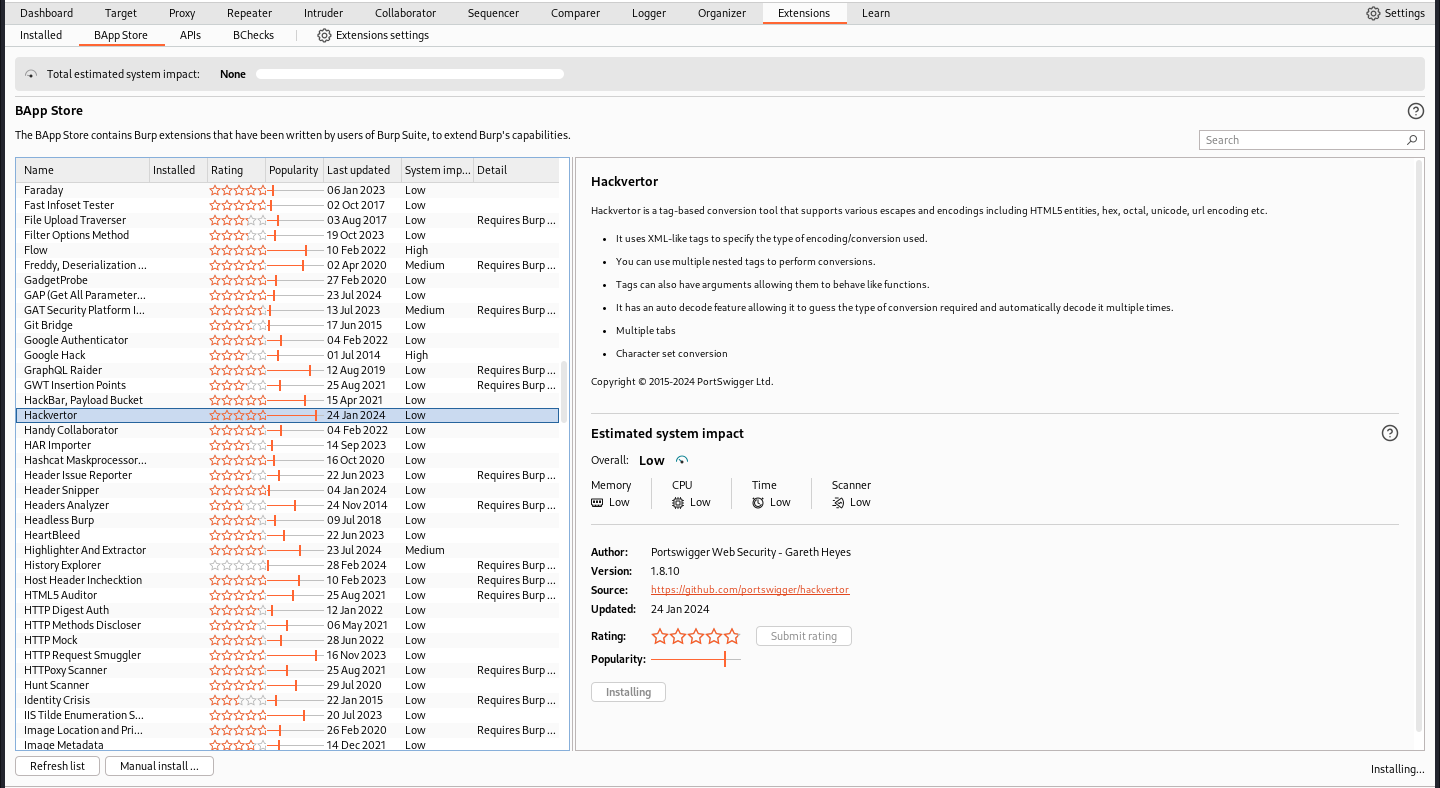 Dashboard Target Proxy Repeater Intruder Collaborator Sequencer Comparer Logger Organizer Extensions Learn Settings
Installed BApp Store APIs BChecks Extensions settings
Total estimated system impact: None
BApp Store
The BApp Store contains Burp extensions that have been written by users of Burp Suite, to extend Burp's capabilities.
Search
Name Installed Rating Popularity Last updated System imp... Detail
Faraday 06 Jan 2023 Low
Fast Infoset Tester 02 Oct 2017 Low
File Upload Traverser 03 Aug 2017 Low Requires Burp ...
Filter Options Method 19 Oct 2023 Low
Flow 10 Feb 2022 High
Freddy, Deserialization ... 02 Apr 2020 Medium Requires Burp ...
GadgetProbe 27 Feb 2020 Low
GAP (Get All Parameter... 23 Jul 2024 Low
GAT Security Platform I... 13 Jul 2023 Medium Requires Burp ...
Git Bridge 17 Jun 2015 Low
Google Authenticator 04 Feb 2022 Low
Google Hack 01 Jul 2014 High
GraphQL Raider 12 Aug 2019 Low Requires Burp ...
GWT Insertion Points 25 Aug 2021 Low Requires Burp ...
HackBar, Payload Bucket 15 Apr 2021 Low
Hackvertor 24 Jan 2024 Low
Handy Collaborator 04 Feb 2022 Low
HAR Importer 14 Sep 2023 Low
Hashcat Maskprocessor... 16 Oct 2020 Low
Header Issue Reporter 22 Jun 2023 Low Requires Burp ...
Header Snipper 04 Jan 2024 Low
Headers Analyzer 24 Nov 2014 Low Requires Burp ...
Headless Burp 09 Jul 2018 Low
HeartBleed 22 Jun 2023 Low
Highlighter And Extractor 23 Jul 2024 Medium
History Explorer 28 Feb 2024 Low Requires Burp ...
Host Header Inchecktion 10 Feb 2023 Low Requires Burp ...
HTML5 Auditor 25 Aug 2021 Low Requires Burp ...
HTTP Digest Auth 12 Jan 2022 Low
HTTP Methods Discloser 06 May 2021 Low
HTTP Mock 28 Jun 2022 Low
HTTP Request Smuggler 16 Nov 2023 Low
HTTPoxy Scanner 25 Aug 2021 Low Requires Burp ...
Hunt Scanner 29 Jul 2020 Low
Identity Crisis 22 Jan 2015 Low Requires Burp ...
IIS Tilde Enumeration S... 20 Jul 2023 Low
Image Location and Pri... 26 Feb 2020 Low Requires Burp ...
Image Metadata 14 Dec 2021 Low
Refresh list Manual install ...
Hackvertor
Hackvertor is a tag-based conversion tool that supports various escapes and encodings including HTML5 entities, hex, octal, unicode, url encoding etc.
• It uses XML-like tags to specify the type of encoding/conversion used.
• You can use multiple nested tags to perform conversions.
• Tags can also have arguments allowing them to behave like functions.
• It has an auto decode feature allowing it to guess the type of conversion required and automatically decode it multiple times.
• Multiple tabs
• Character set conversion
Copyright © 2015-2024 PortSwigger Ltd.
Estimated system impact
Overall: Low
Memory CPU Time Scanner
Low Low Low Low
Author: Portswigger Web Security - Gareth Heyes
Version: 1.8.10
Source: https://github.com/portswigger/hackvertor
Updated: 24 Jan 2024
Rating: Submit rating
Popularity:
Installing
Installing...